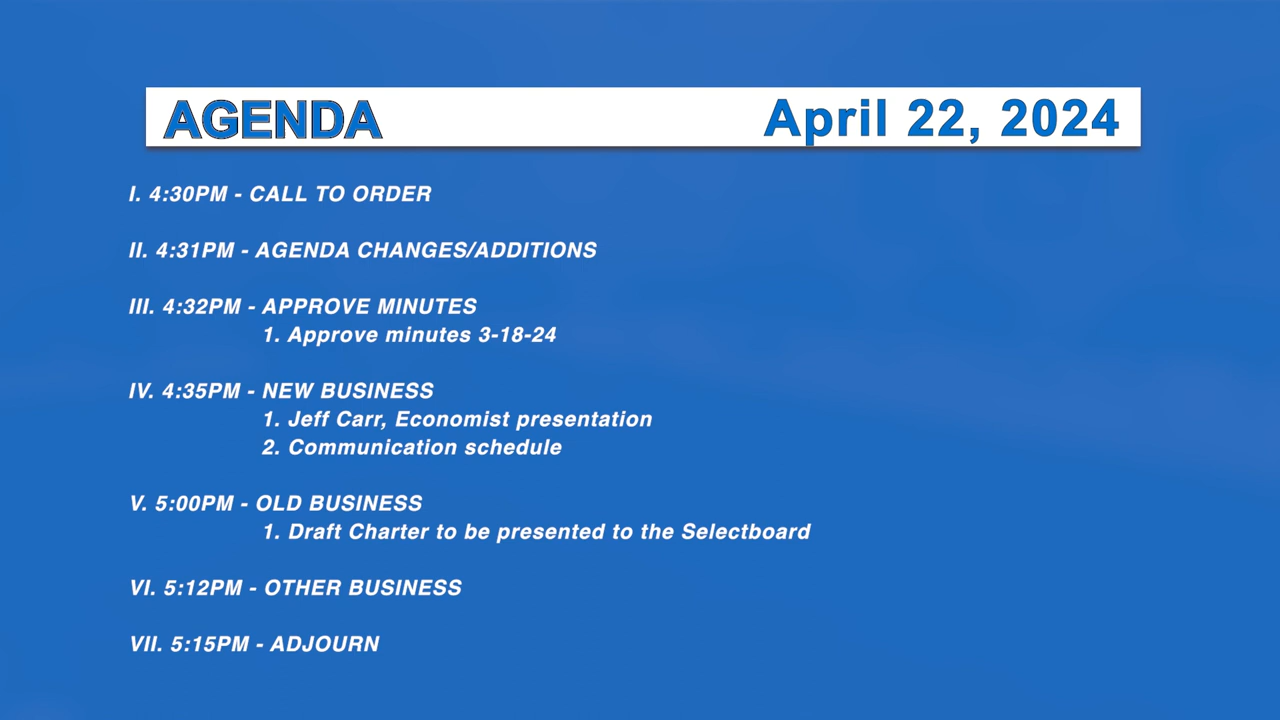 AGENDA April 22, 2024
I. 4:30PM - CALL TO ORDER
II. 4:31PM - AGENDA CHANGES/ADDITIONS
III. 4:32PM - APPROVE MINUTES
1. Approve minutes 3-18-24
IV. 4:35PM - NEW BUSINESS
1. Jeff Carr, Economist presentation
2. Communication schedule
V. 5:00PM - OLD BUSINESS
1. Draft Charter to be presented to the Selectboard
VI. 5:12PM - OTHER BUSINESS
VII. 5:15PM - ADJOURN